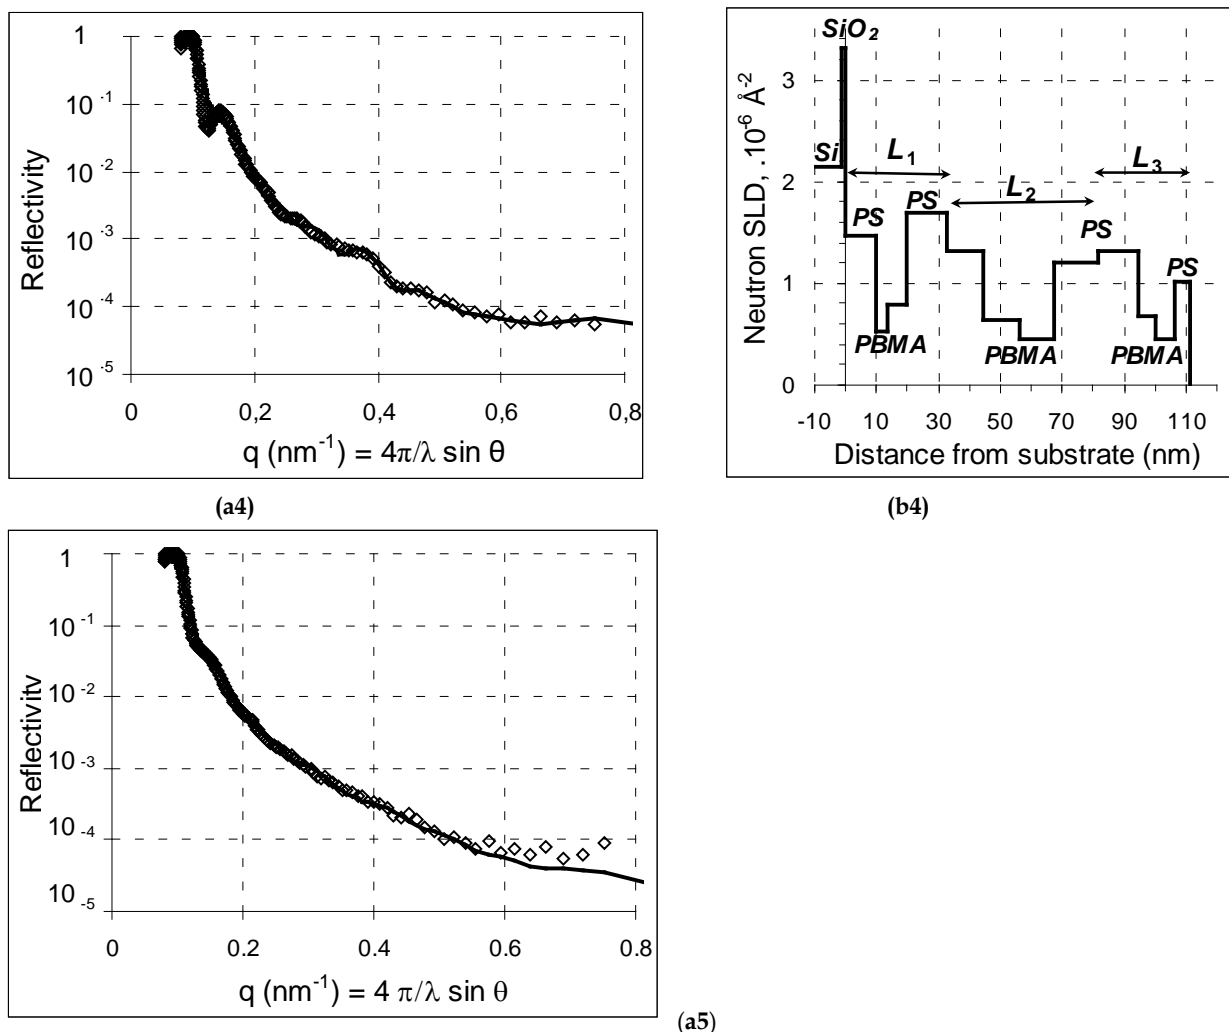 1
10⁻¹
10⁻²
10⁻³
10⁻⁴
10⁻⁵
Reflectivity
0 0,2 0,4 0,6 0,8
q (nm⁻¹) = 4π/λ sin θ
(a4)
SiO₂
Neutron SLD, .10⁻⁶ Å⁻²
3
2
1
0
Si
L₁
L₂
L₃
PS
PS
PS
PS
PBMA
PBMA
PBMA
-10 10 30 50 70 90 110
Distance from substrate (nm)
(b4)
1
10⁻¹
10⁻²
10⁻³
10⁻⁴
10⁻⁵
Reflectivity
0 0.2 0.4 0.6 0.8
q (nm⁻¹) = 4 π/λ sin θ
(a5)